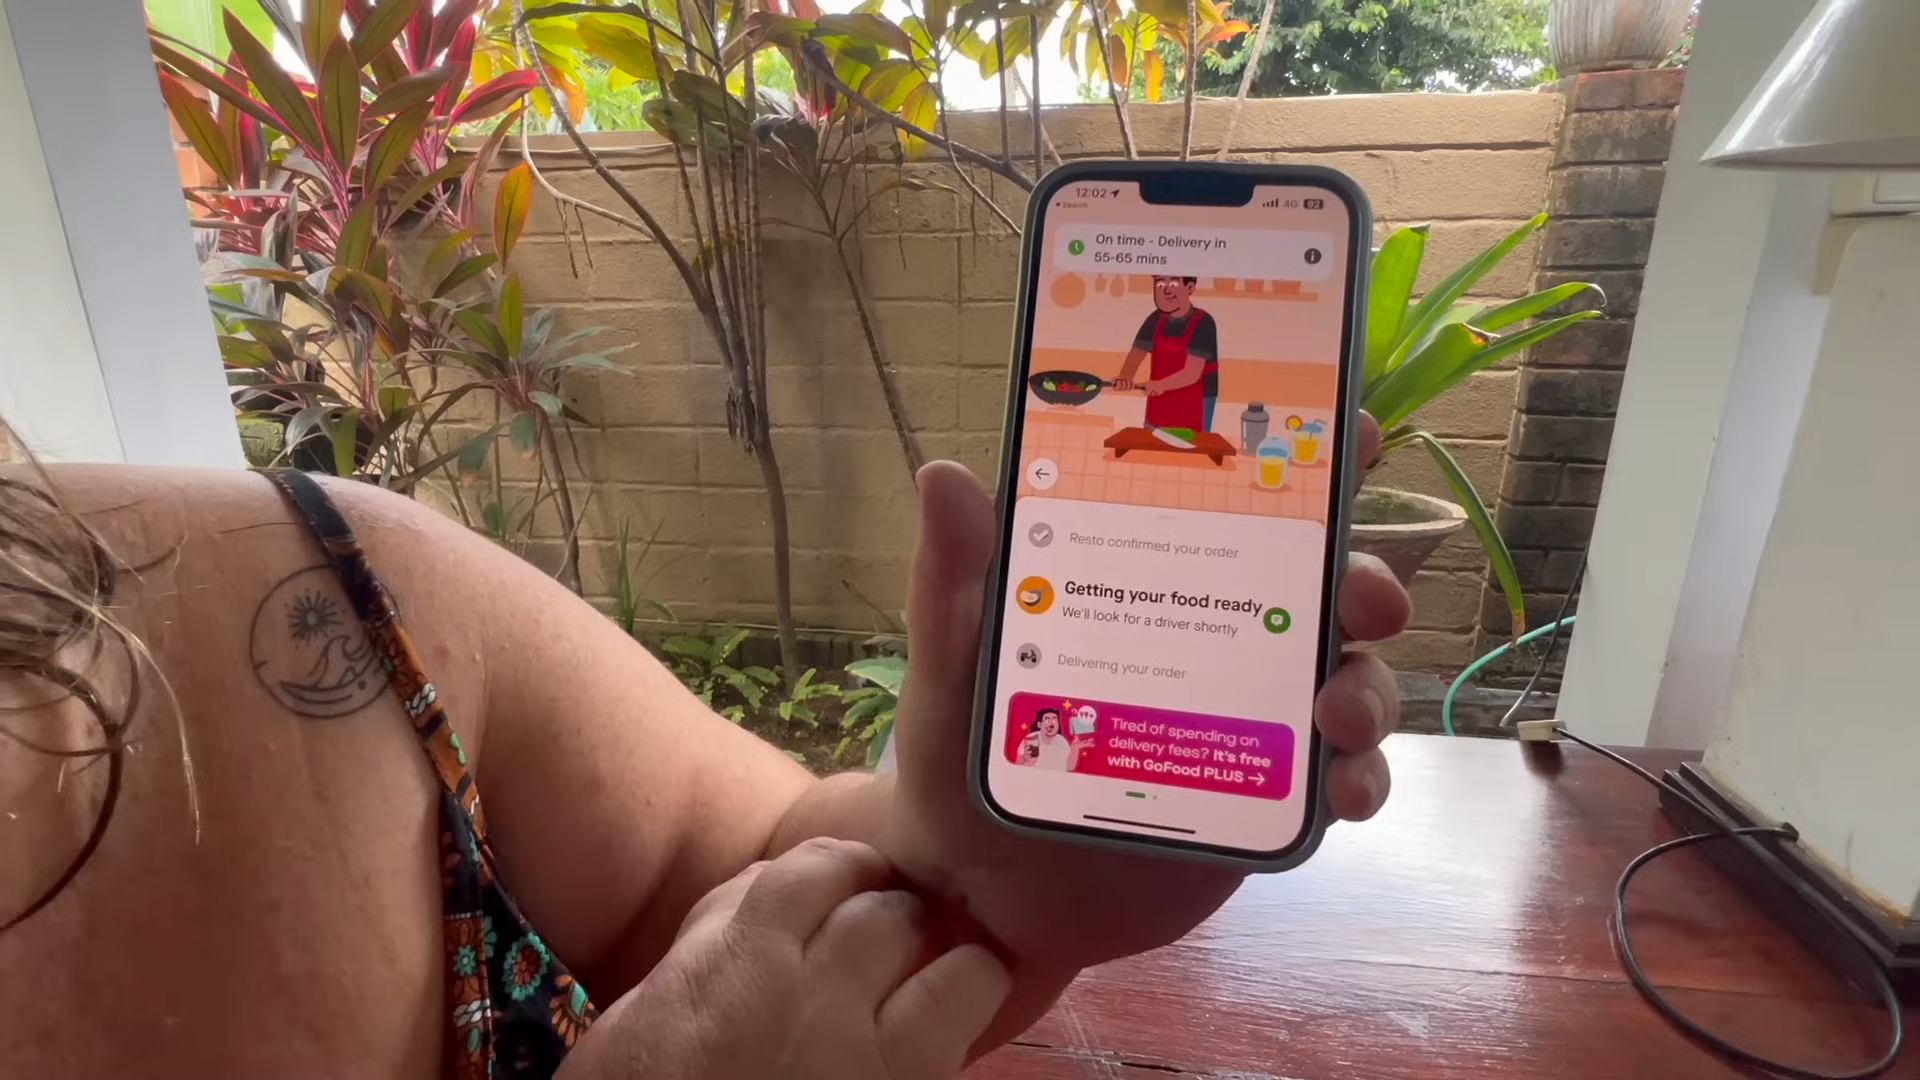 12:02
Search
4G 92
On time - Delivery in
55-65 mins
Resto confirmed your order
Getting your food ready
We'll look for a driver shortly
Delivering your order
Tired of spending on
delivery fees? It's free
with GoFood PLUS →